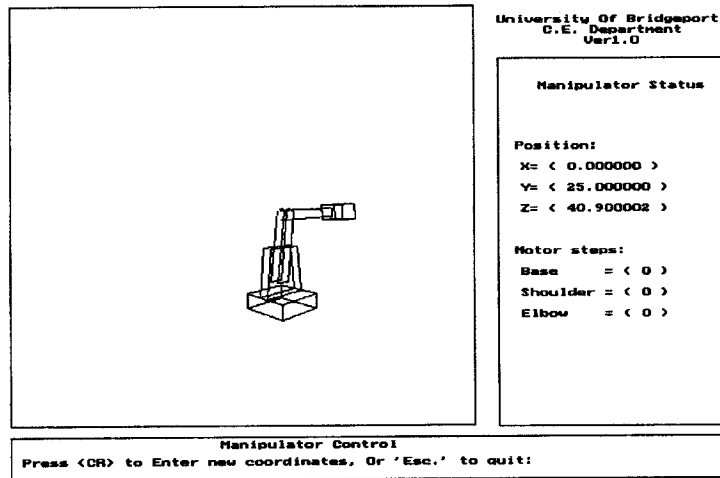 University Of Bridgeport
C.E. Department
Ver1.0
Manipulator Status
Position:
X= ( 0.000000 )
Y= ( 25.000000 )
Z= ( 40.900002 )
Motor steps:
Base = ( 0 )
Shoulder = ( 0 )
Elbow = ( 0 )
Manipulator Control
Press <CR> to Enter new coordinates, Or 'Esc.' to quit: